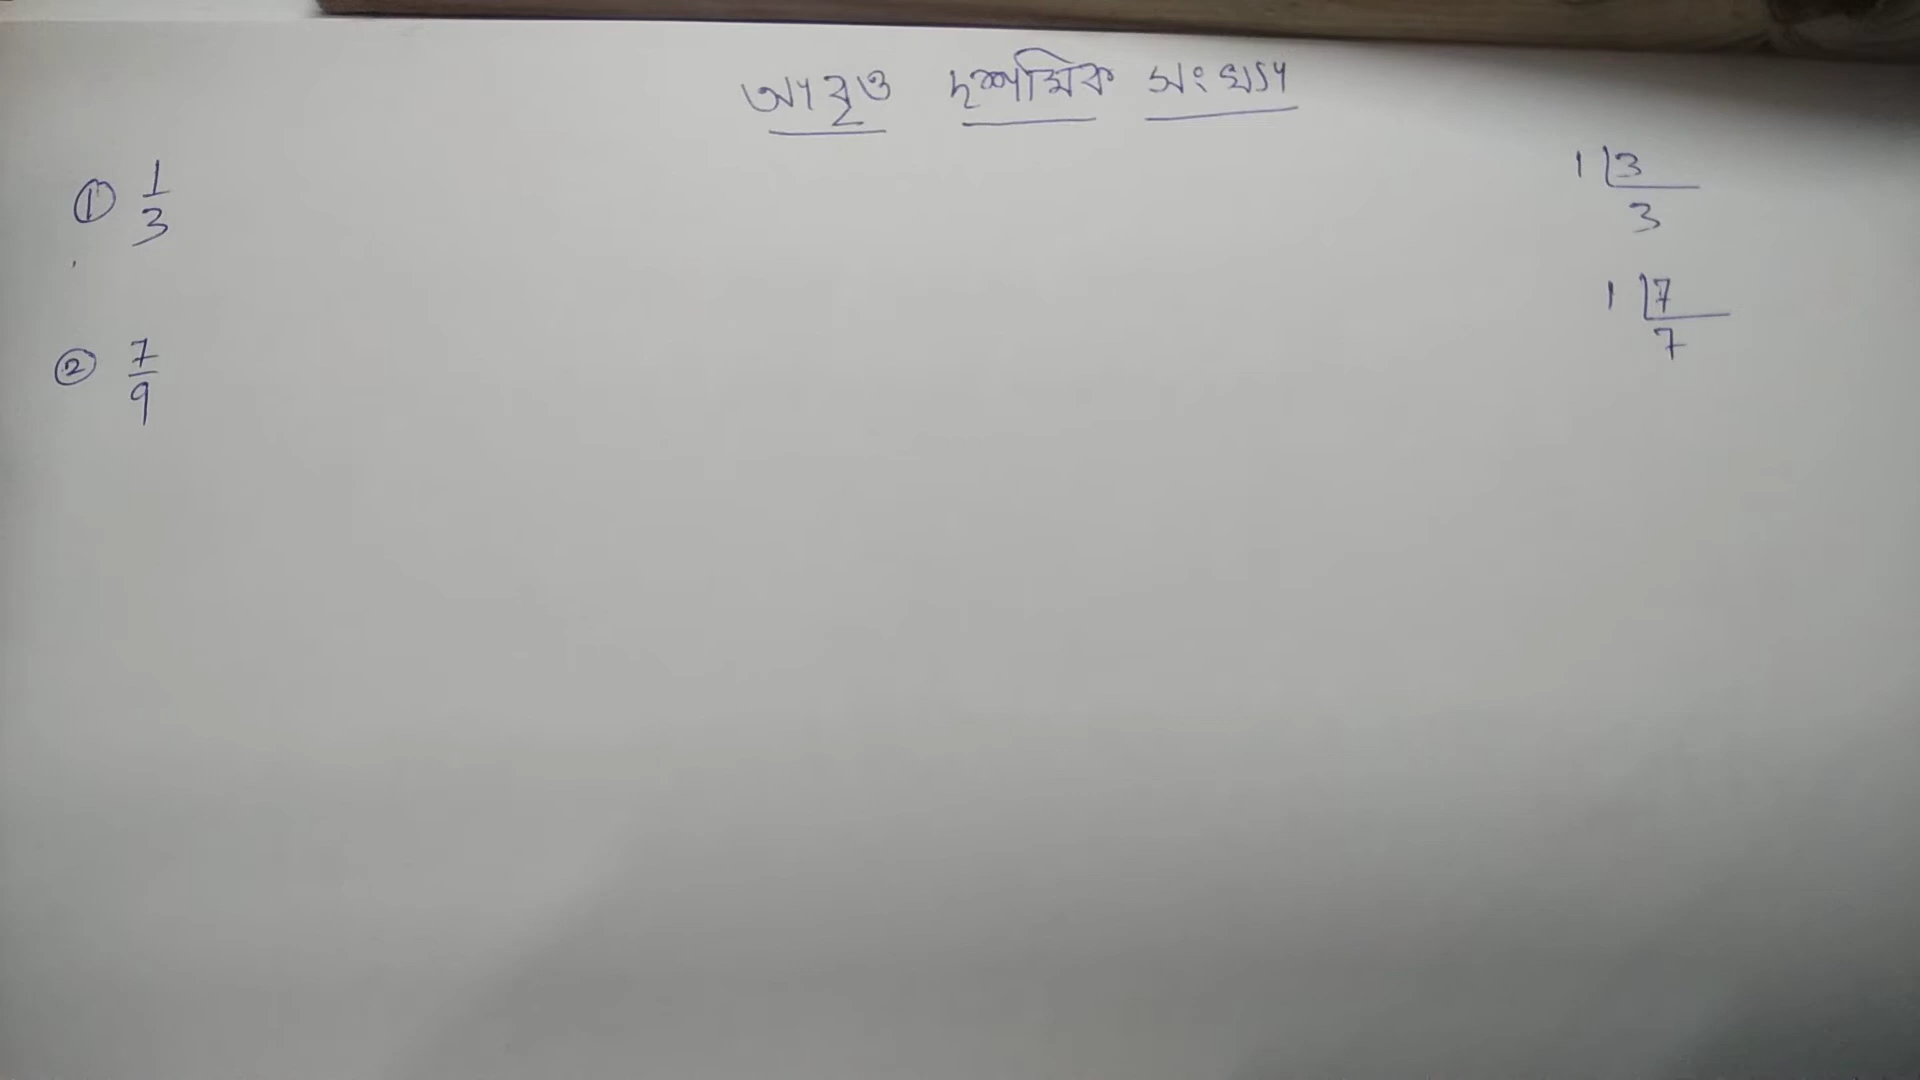 আবৃত দশমিক সংখ্যা
① 1/3
1 | 3
3
1 | 7
7
② 7/9